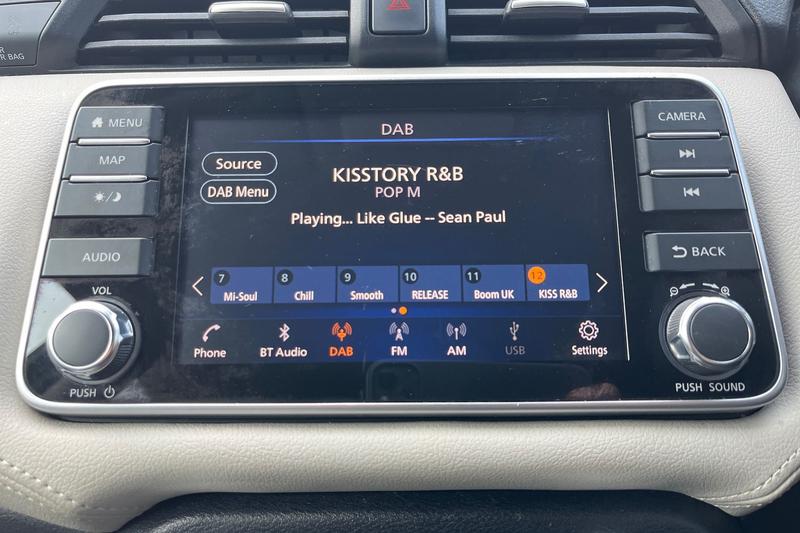 R BAG
MENU
MAP
AUDIO
VOL
PUSH
DAB
Source
DAB Menu
KISSTORY R&B
POP M
Playing... Like Glue -- Sean Paul
7 8 9 10 11 12
Mi-Soul Chill Smooth RELEASE Boom UK KISS R&B
Phone BT Audio DAB FM AM USB Settings
CAMERA
BACK
PUSH SOUND